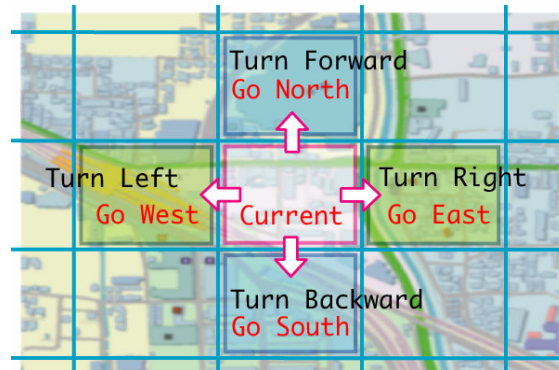 Turn Forward
Go North
Turn Left
Go West
Current
Turn Right
Go East
Turn Backward
Go South